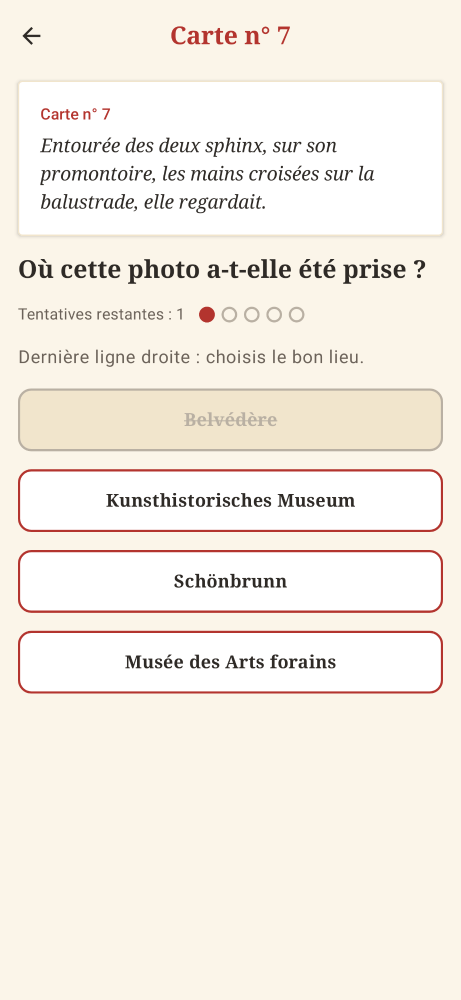 Carte n° 7
Carte n° 7
Entourée des deux sphinx, sur son
promontoire, les mains croisées sur la
balustrade, elle regardait.
Où cette photo a-t-elle été prise ?
Tentatives restantes : 1
Dernière ligne droite : choisis le bon lieu.
Belvédère
Kunsthistorisches Museum
Schönbrunn
Musée des Arts forains